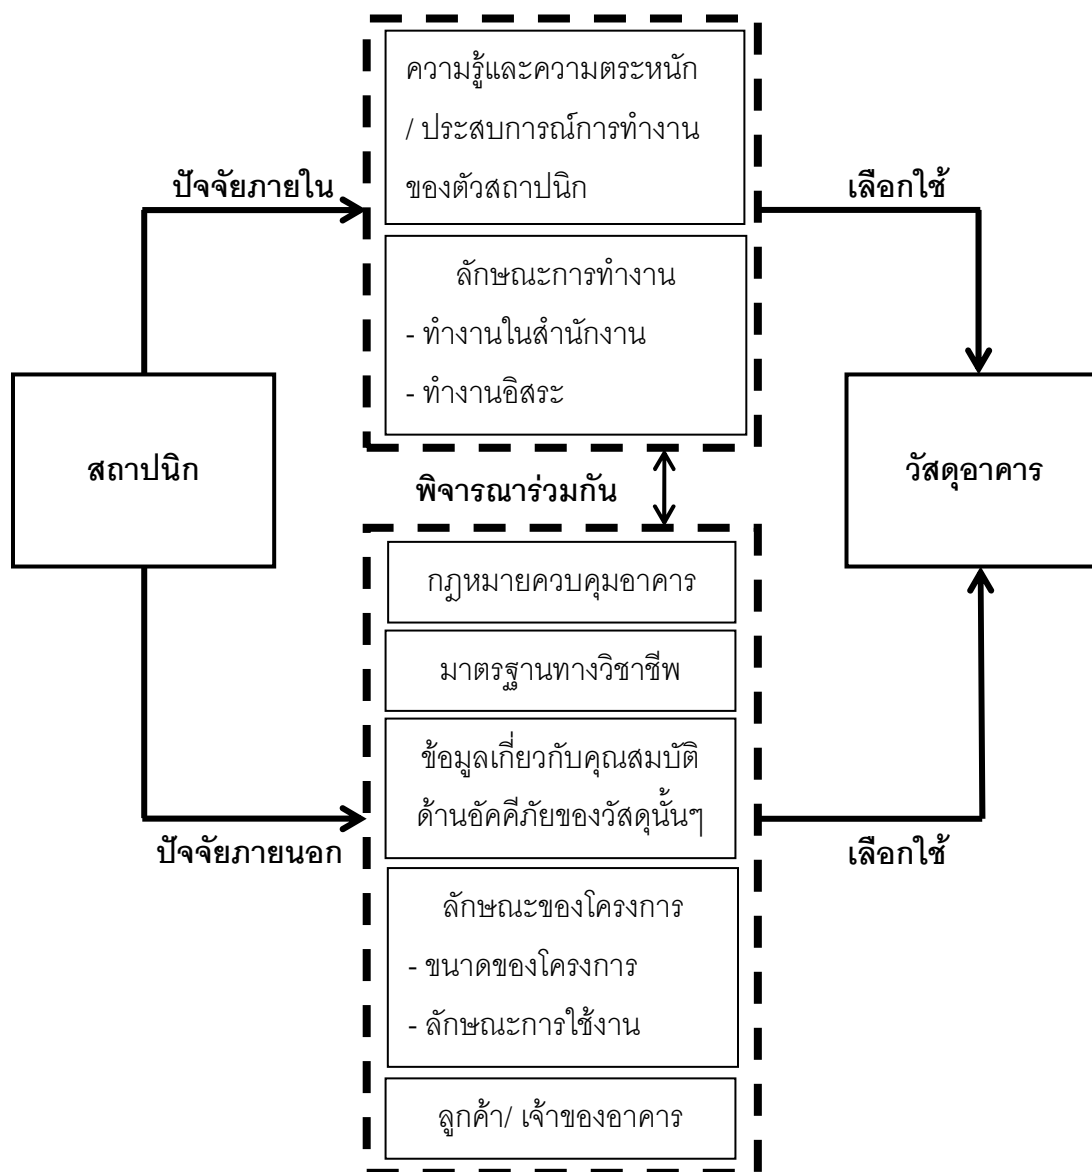 ความรู้และความตระหนัก
/ ประสบการณ์การทำงาน
ของตัวสถาปนิก
ปัจจัยภายใน
เลือกใช้
ลักษณะการทำงาน
- ทำงานในสำนักงาน
- ทำงานอิสระ
สถาปนิก
วัสดุอาคาร
พิจารณาร่วมกัน
กฎหมายควบคุมอาคาร
มาตรฐานทางวิชาชีพ
ข้อมูลเกี่ยวกับคุณสมบัติ
ด้านอัคคีภัยของวัสดุนั้นๆ
ปัจจัยภายนอก
เลือกใช้
ลักษณะของโครงการ
- ขนาดของโครงการ
- ลักษณะการใช้งาน
ลูกค้า/ เจ้าของอาคาร